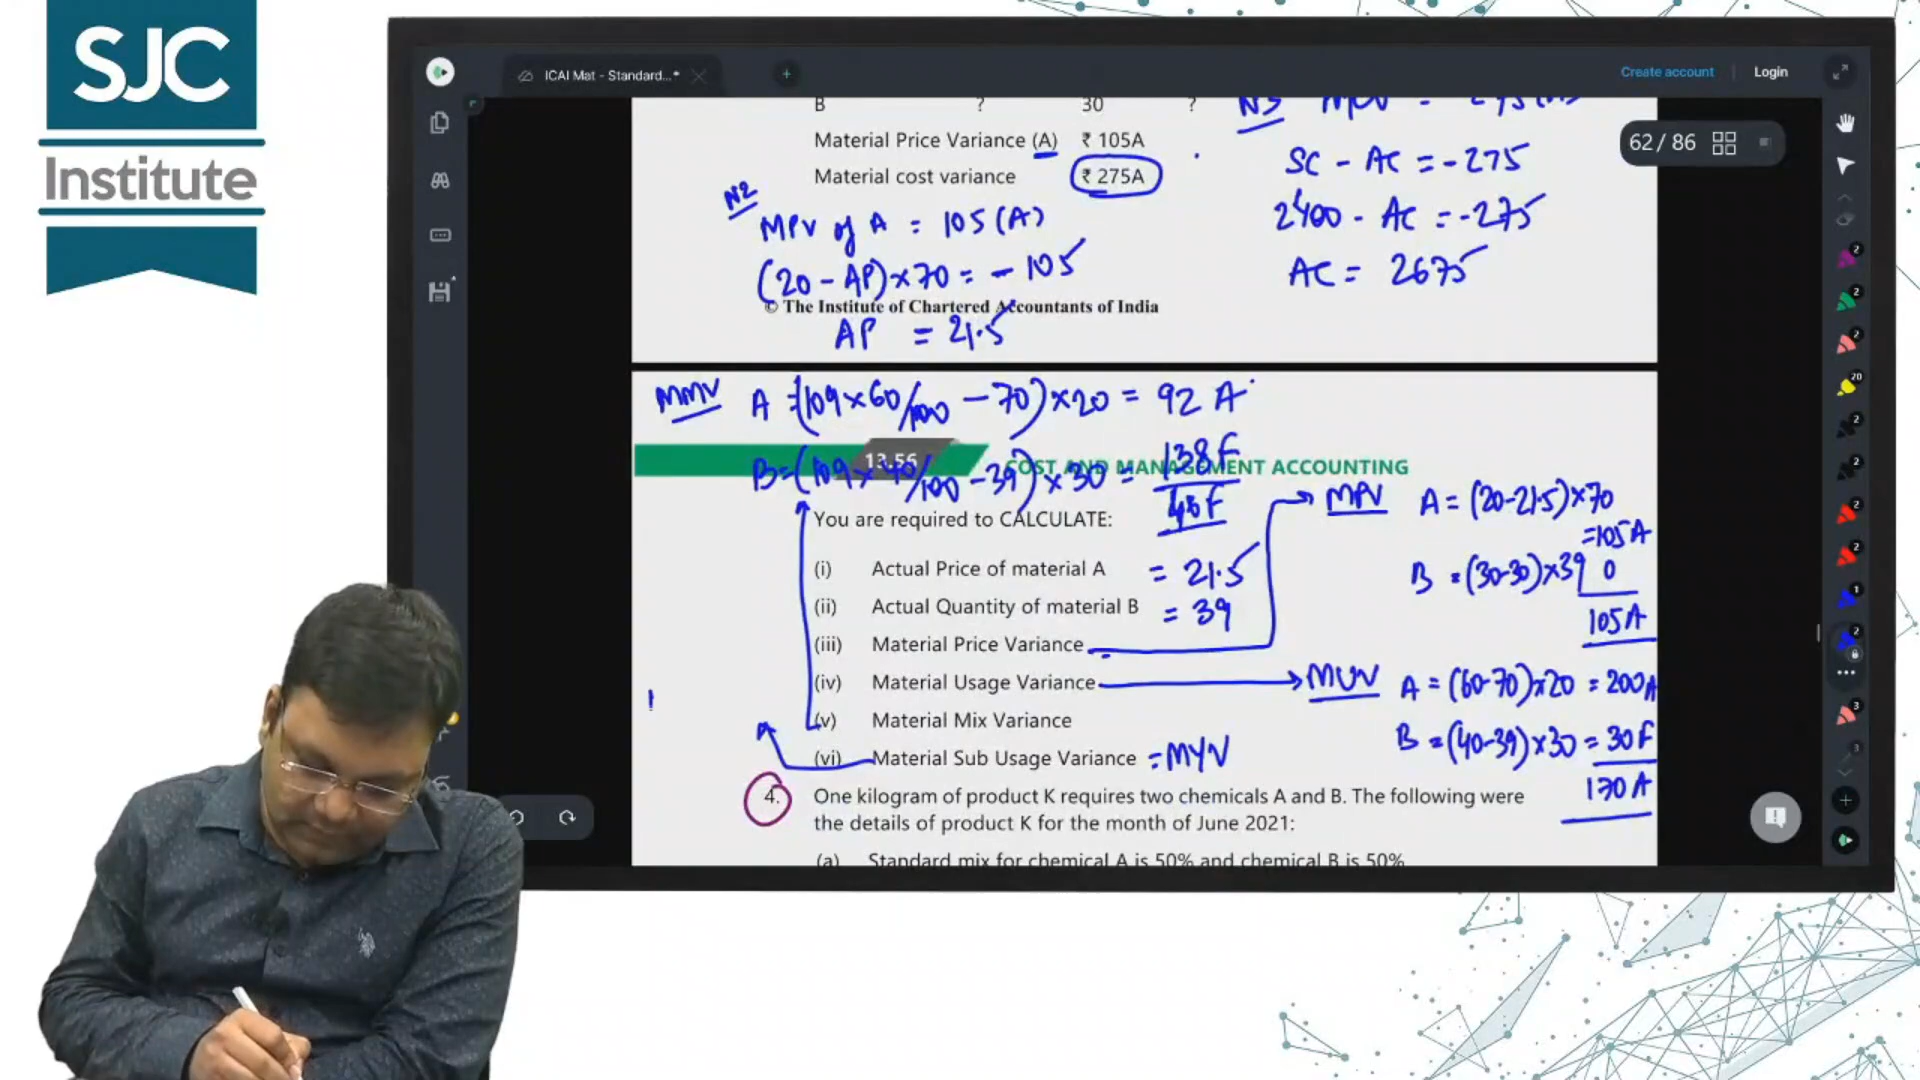 SJC
Institute
ICAI Mat - Standard...*
Create account
Login
62 / 86
B ? 30 ?
Material Price Variance (A) ₹ 105A
Material cost variance ₹ 275A
N2
MPV of A = 105 (A)
(20 - AP) × 70 = - 105
© The Institute of Chartered Accountants of India
AP = 21.5
N3
SC - AC = -275
2400 - AC = -275
AC = 2675
MMV A = (109 × 60/100 - 70) × 20 = 92 A
13.56 COST AND MANAGEMENT ACCOUNTING
B = (109 × 40/100 - 39) × 30 = 138 F
46 F
You are required to CALCULATE:
(i) Actual Price of material A = 21.5
(ii) Actual Quantity of material B = 39
(iii) Material Price Variance
(iv) Material Usage Variance
(v) Material Mix Variance
(vi) Material Sub Usage Variance = MYV
MPV A = (20-21.5) × 70
= 105 A
B = (30-30) × 39 0
105 A
MUV A = (60-70) × 20 = 200 A
B = (40-39) × 30 = 30 F
170 A
4. One kilogram of product K requires two chemicals A and B. The following were
the details of product K for the month of June 2021:
(a) Standard mix for chemical A is 50% and chemical B is 50%